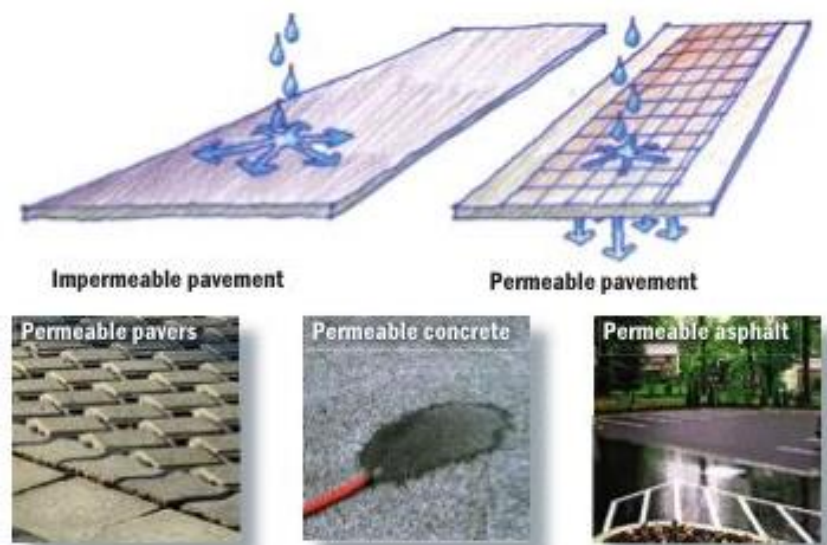 Impermeable pavement
Permeable pavement
Permeable pavers
Permeable concrete
Permeable asphalt